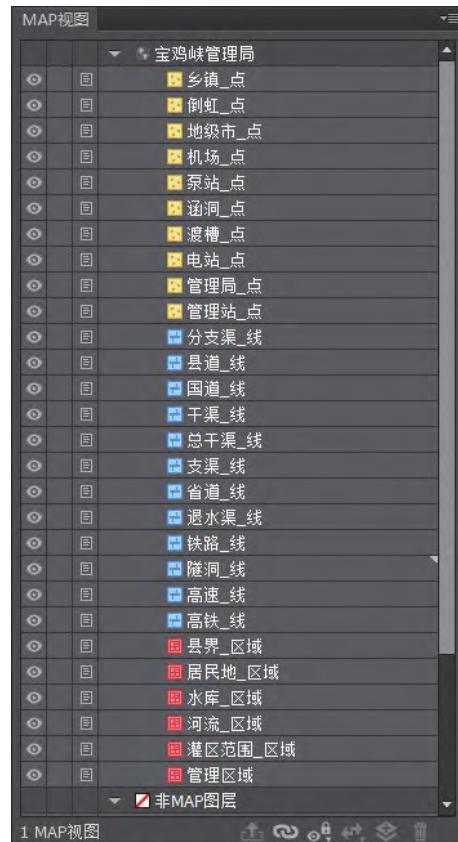 MAP视图
宝鸡峡管理局
乡镇_点
倒虹_点
地级市_点
机场_点
泵站_点
涵洞_点
渡槽_点
电站_点
管理局_点
管理站_点
分支渠_线
县道_线
国道_线
干渠_线
总干渠_线
支渠_线
省道_线
退水渠_线
铁路_线
隧洞_线
高速_线
高铁_线
县界_区域
居民地_区域
水库_区域
河流_区域
灌区范围_区域
管理区域
非MAP图层
1 MAP视图